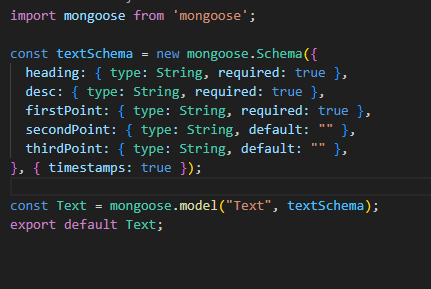 import mongoose from 'mongoose';
const textSchema = new mongoose.Schema({
heading: { type: String, required: true },
desc: { type: String, required: true },
firstPoint: { type: String, required: true },
secondPoint: { type: String, default: "" },
thirdPoint: { type: String, default: "" },
}, { timestamps: true });
const Text = mongoose.model("Text", textSchema);
export default Text;